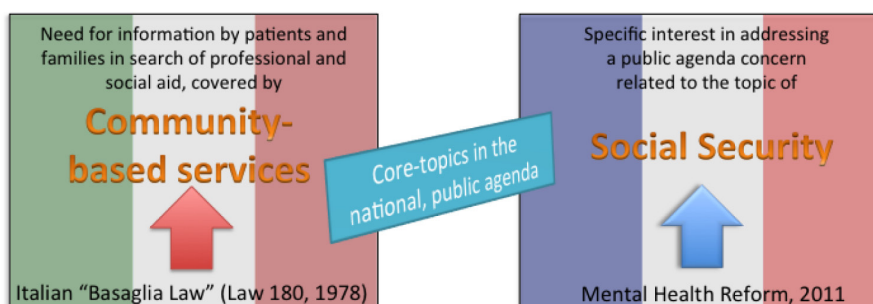 Need for information by patients and
families in search of professional and
social aid, covered by
Community-
based services
Italian “Basaglia Law” (Law 180, 1978)
Core-topics in the
national, public agenda
Specific interest in addressing
a public agenda concern
related to the topic of
Social Security
Mental Health Reform, 2011